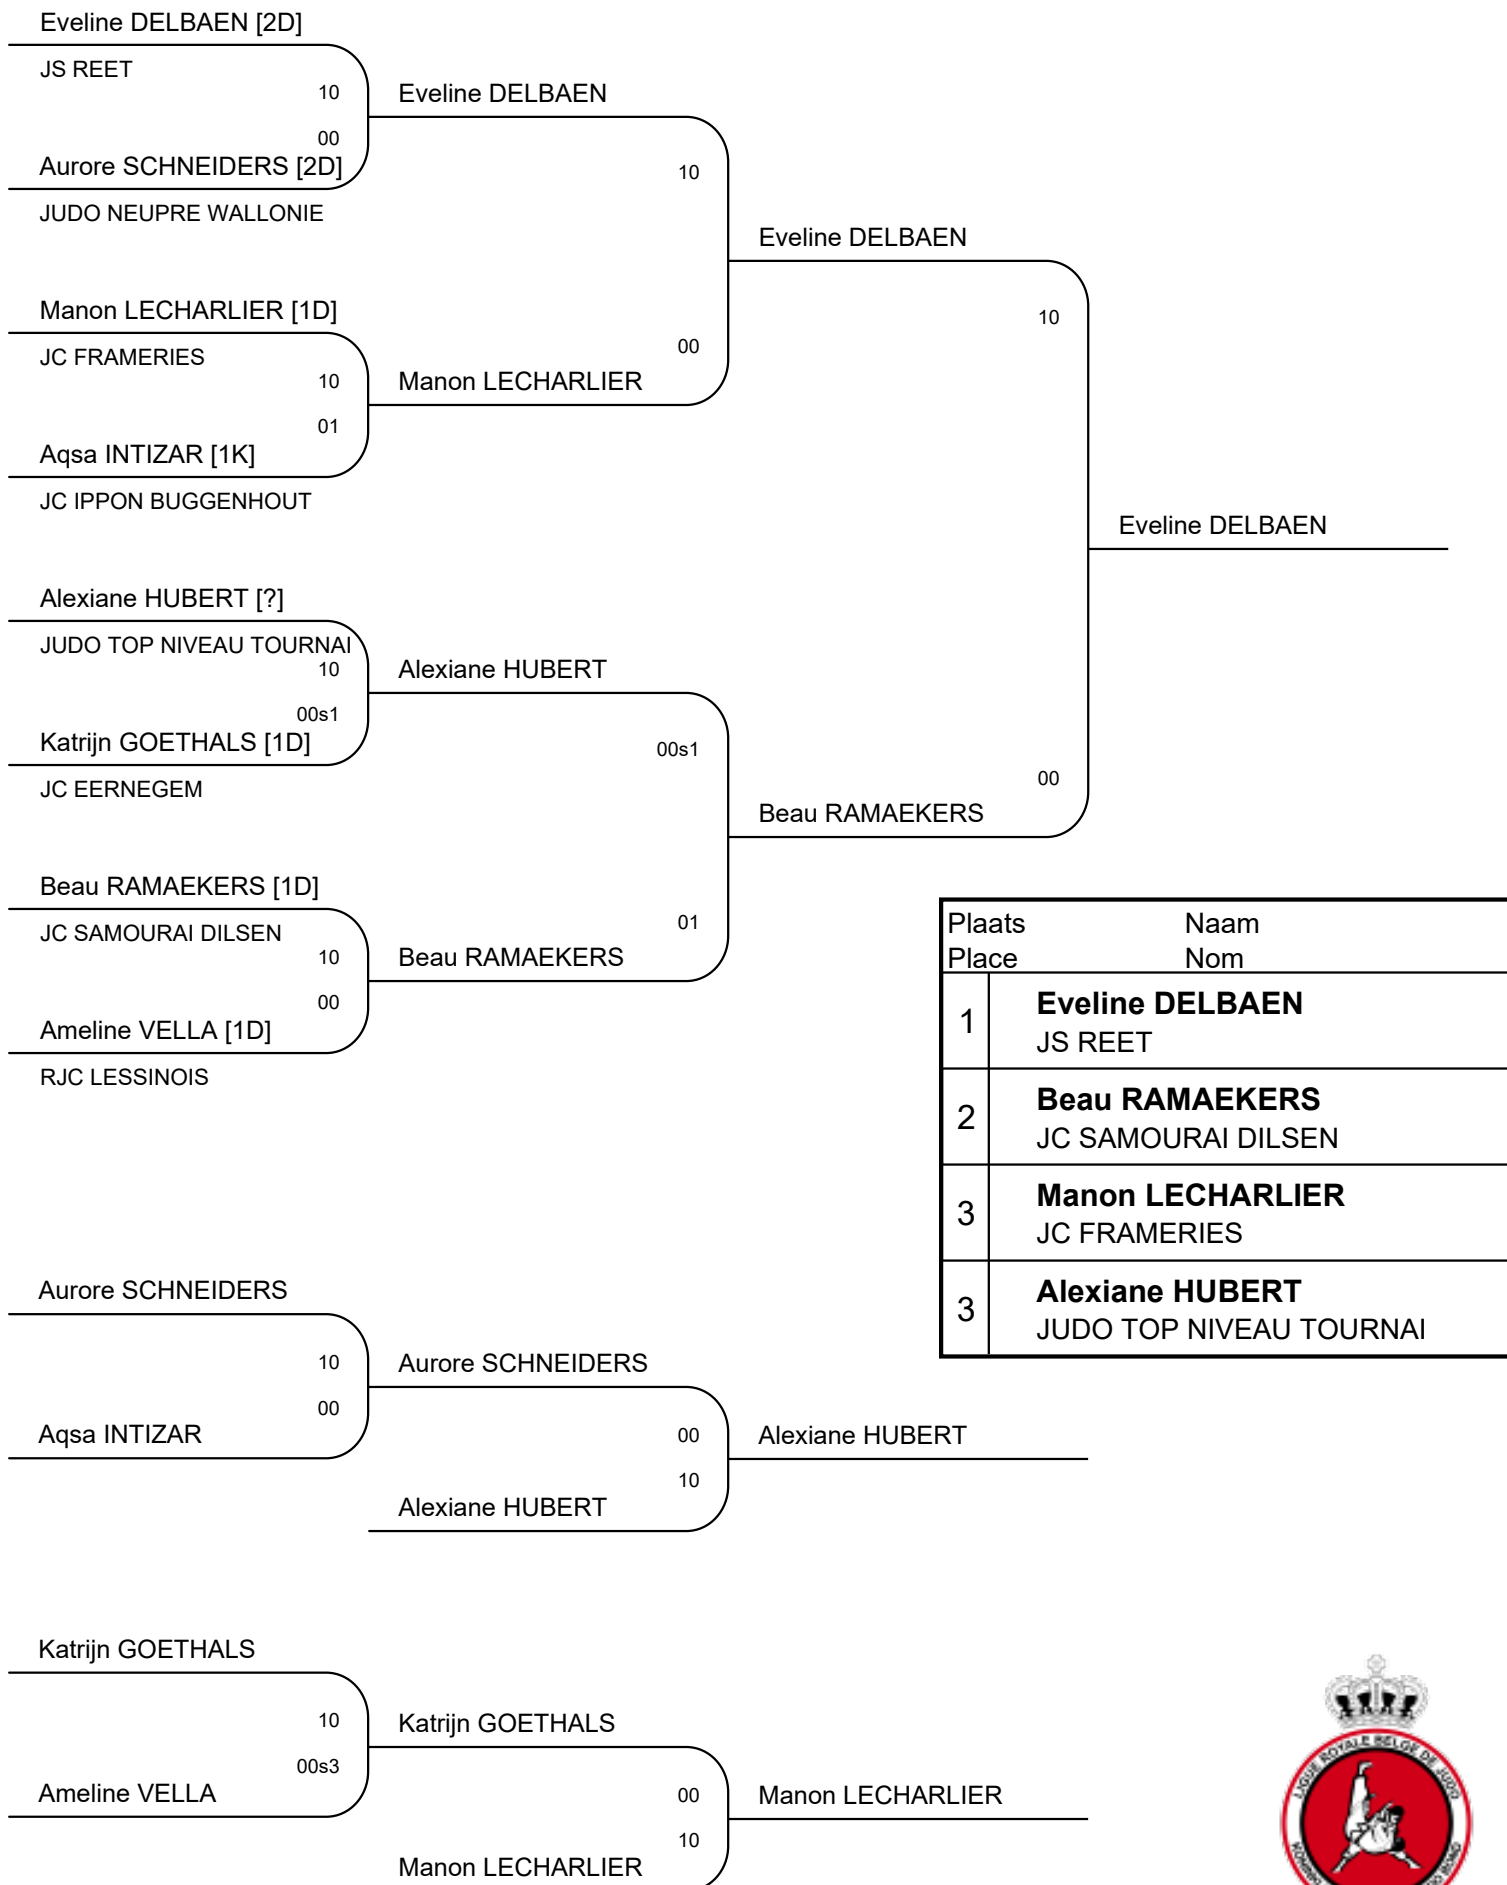 Eveline DELBAEN [2D]
JS REET
10
00
Aurore SCHNEIDERS [2D]
JUDO NEUPRE WALLONIE
Manon LECHARLIER [1D]
JC FRAMERIES
10
01
Aqsa INTIZAR [1K]
JC IPPON BUGGENHOUT
Alexiane HUBERT [?]
JUDO TOP NIVEAU TOURNAI
10
00s1
Katrijn GOETHALS [1D]
JC EERNEGEM
Beau RAMAEKERS [1D]
JC SAMOURAI DILSEN
10
00
Ameline VELLA [1D]
RJC LESSINOIS
Eveline DELBAEN
10
00
Manon LECHARLIER
Alexiane HUBERT
00s1
01
Beau RAMAEKERS
Eveline DELBAEN
10
00
Beau RAMAEKERS
Eveline DELBAEN
Plaats Naam
Place Nom
1 Eveline DELBAEN
JS REET
2 Beau RAMAEKERS
JC SAMOURAI DILSEN
3 Manon LECHARLIER
JC FRAMERIES
3 Alexiane HUBERT
JUDO TOP NIVEAU TOURNAI
Aurore SCHNEIDERS
10
00
Aqsa INTIZAR
Aurore SCHNEIDERS
00
10
Alexiane HUBERT
Alexiane HUBERT
Katrijn GOETHALS
10
00s3
Ameline VELLA
Katrijn GOETHALS
00
10
Manon LECHARLIER
Manon LECHARLIER
LIGUE ROYALE BELGE DE JUDO